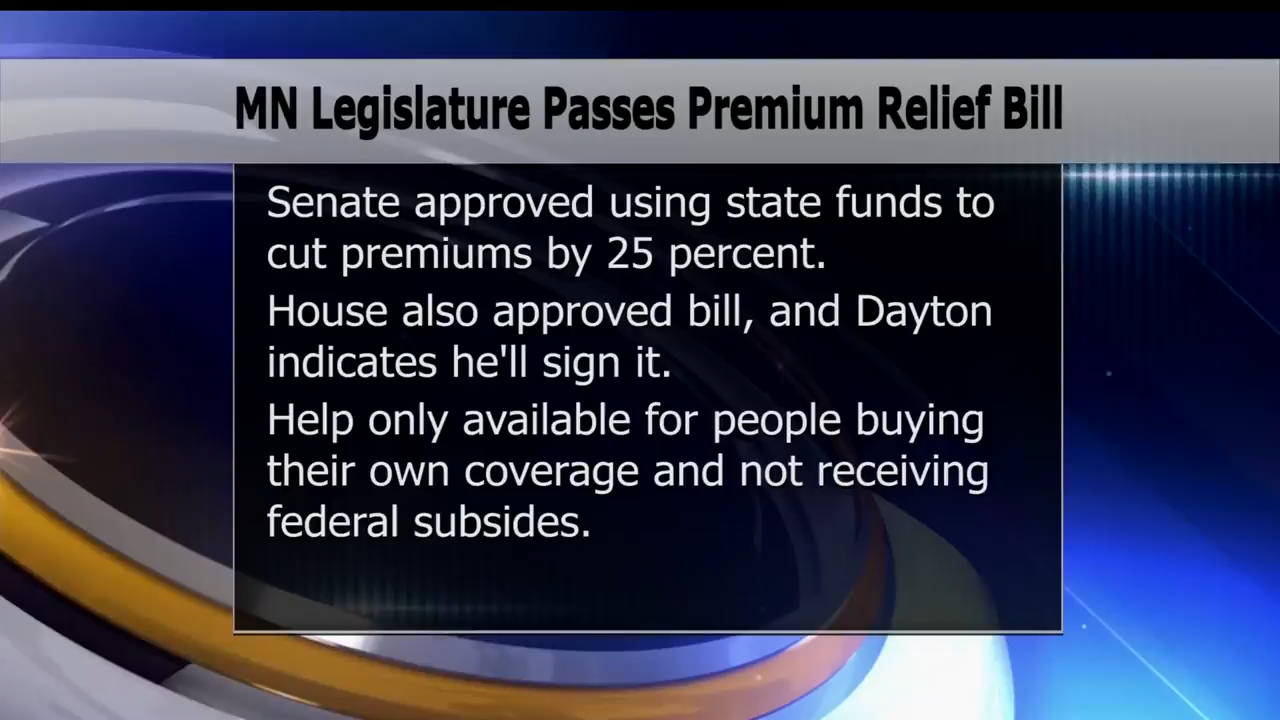 MN Legislature Passes Premium Relief Bill
Senate approved using state funds to
cut premiums by 25 percent.
House also approved bill, and Dayton
indicates he'll sign it.
Help only available for people buying
their own coverage and not receiving
federal subsides.